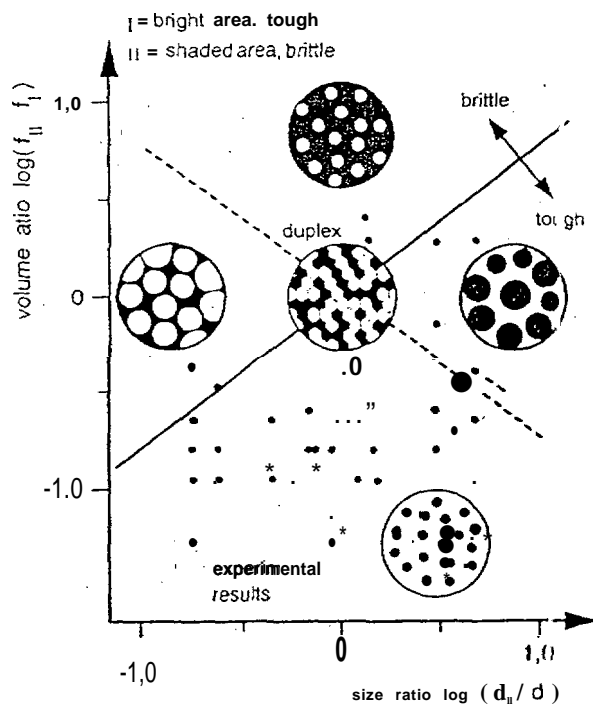 I = bright area. tough
II = shaded area, brittle
volume atio log( f_II f_I )
1,0
0
-1.0
brittle
tough
duplex
.0
experimental
results
-1,0
0
1,0
size ratio log ( d_II / d )